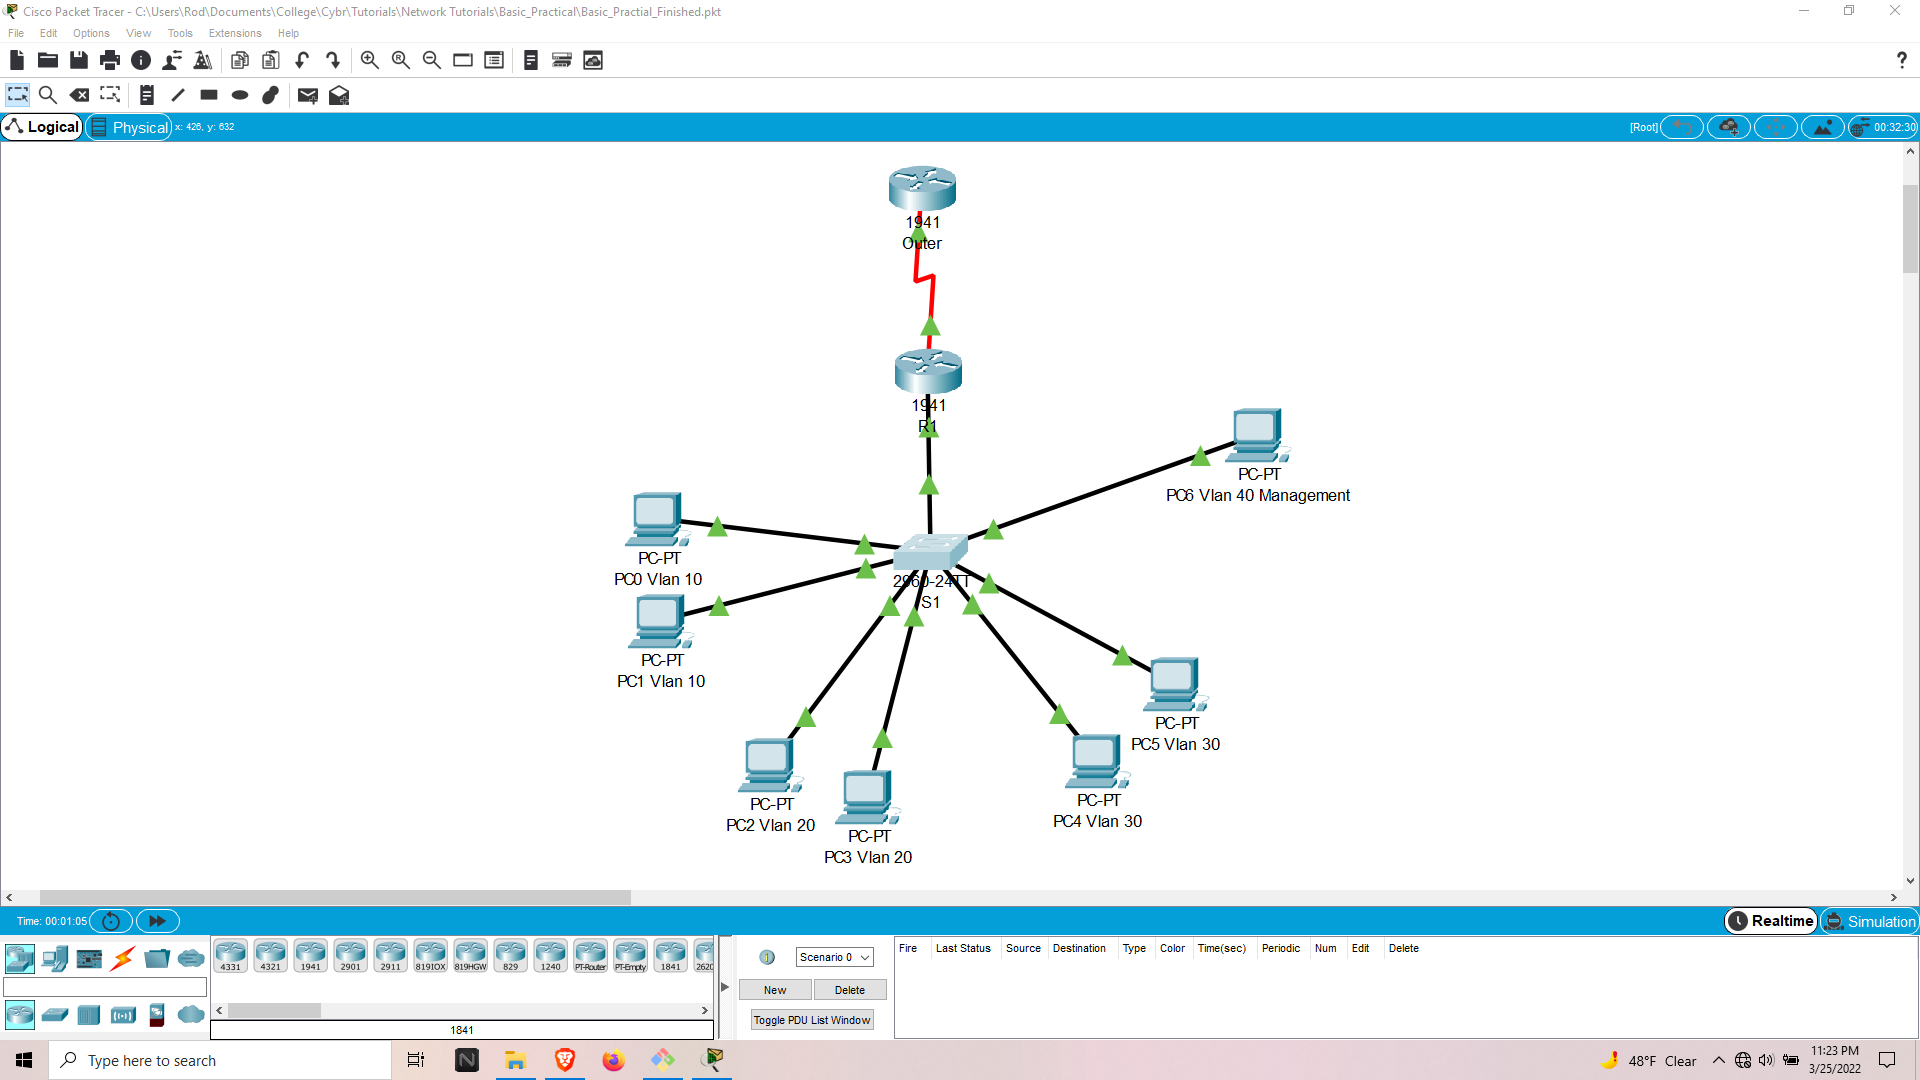 Cisco Packet Tracer - C:\Users\Rod\Documents\College\Cybr\Tutorials\Network Tutorials\Basic_Practical\Basic_Practial_Finished.pkt
File Edit Options View Tools Extensions Help
?
Logical Physical x: 426, y: 632 [Root] 00:32:30
1941
Outer
1941
R1
PC-PT
PC6 Vlan 40 Management
PC-PT
PC0 Vlan 10
2960-24TT
S1
PC-PT
PC1 Vlan 10
PC-PT
PC5 Vlan 30
PC-PT
PC2 Vlan 20
PC-PT
PC4 Vlan 30
PC-PT
PC3 Vlan 20
Time: 00:01:05 Realtime Simulation
4331 4321 1941 2901 2911 819IOX 819HGW 829 1240 PT-Router PT-Empty 1841 2620
Scenario 0
New Delete
Toggle PDU List Window
1841
Fire Last Status Source Destination Type Color Time(sec) Periodic Num Edit Delete
Type here to search
48°F Clear
11:23 PM
3/25/2022